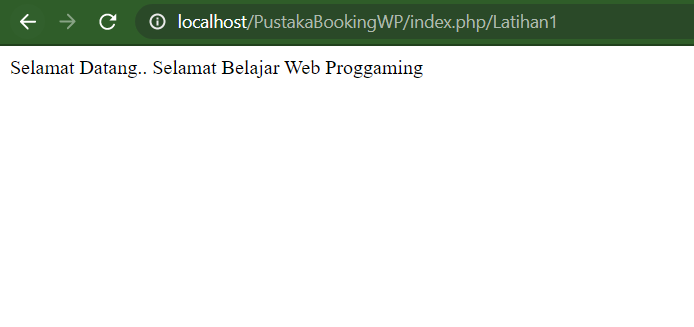 localhost/PustakaBookingWP/index.php/Latihan1
Selamat Datang.. Selamat Belajar Web Proggaming